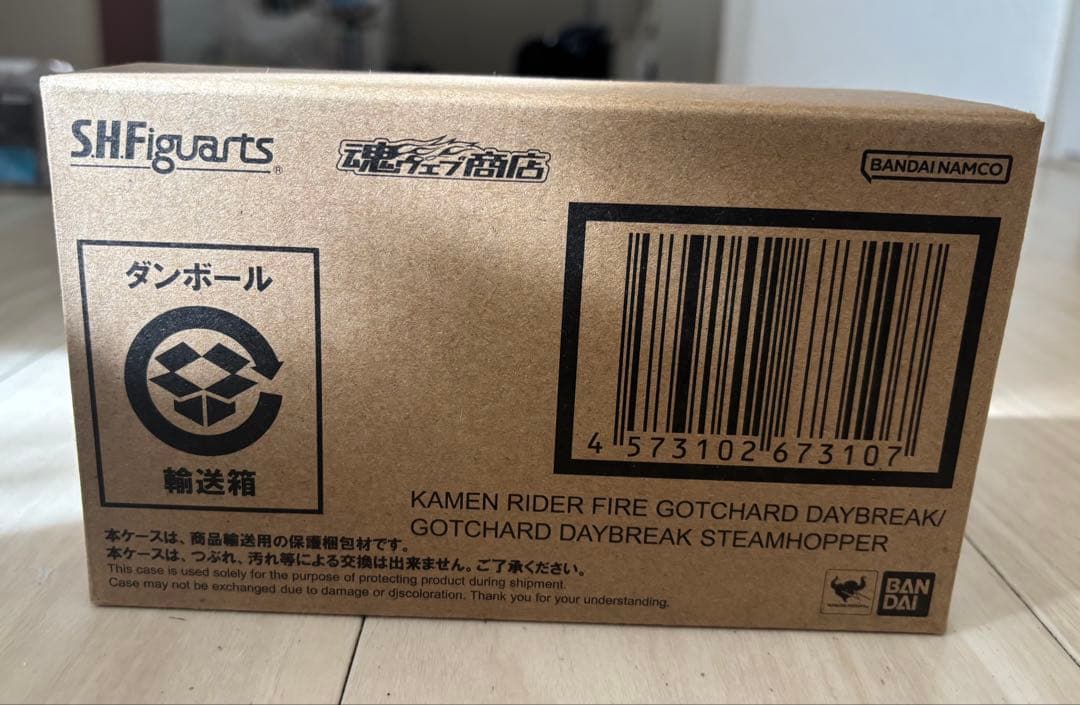 S.H.Figuarts®
魂ウェブ商店
BANDAI NAMCO
ダンボール
輸送箱
4 573102 673107
KAMEN RIDER FIRE GOTCHARD DAYBREAK/
GOTCHARD DAYBREAK STEAMHOPPER
本ケースは、商品輸送用の保護梱包材です。
本ケースは、つぶれ、汚れ等による交換は出来ません。ご了承ください。
This case is used solely for the purpose of protecting product during shipment.
Case may not be exchanged due to damage or djscoloration. Thank you for your understanding.
BAN
DAI